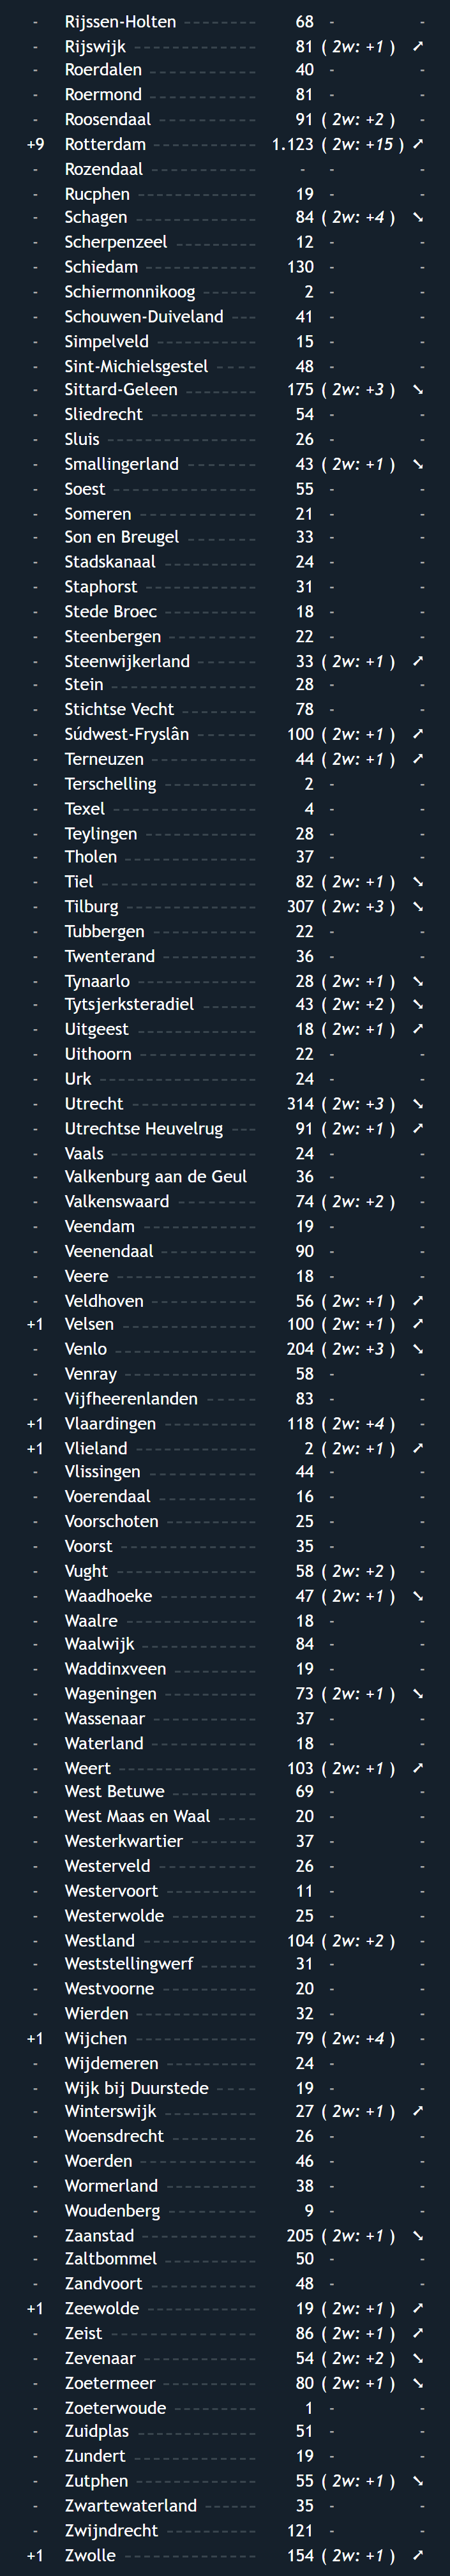 - Rijssen-Holten 68 - -
- Rijswijk 81 ( 2w: +1 ) ➚
- Roerdalen 40 - -
- Roermond 81 - -
- Roosendaal 91 ( 2w: +2 ) -
+9 Rotterdam 1.123 ( 2w: +15 ) ➚
- Rozendaal - - -
- Rucphen 19 - -
- Schagen 84 ( 2w: +4 ) ➘
- Scherpenzeel 12 - -
- Schiedam 130 - -
- Schiermonnikoog 2 - -
- Schouwen-Duiveland 41 - -
- Simpelveld 15 - -
- Sint-Michielsgestel 48 - -
- Sittard-Geleen 175 ( 2w: +3 ) ➘
- Sliedrecht 54 - -
- Sluis 26 - -
- Smallingerland 43 ( 2w: +1 ) ➘
- Soest 55 - -
- Someren 21 - -
- Son en Breugel 33 - -
- Stadskanaal 24 - -
- Staphorst 31 - -
- Stede Broec 18 - -
- Steenbergen 22 - -
- Steenwijkerland 33 ( 2w: +1 ) ➚
- Stein 28 - -
- Stichtse Vecht 78 - -
- Súdwest-Fryslân 100 ( 2w: +1 ) ➚
- Terneuzen 44 ( 2w: +1 ) ➚
- Terschelling 2 - -
- Texel 4 - -
- Teylingen 28 - -
- Tholen 37 - -
- Tiel 82 ( 2w: +1 ) ➘
- Tilburg 307 ( 2w: +3 ) ➘
- Tubbergen 22 - -
- Twenterand 36 - -
- Tynaarlo 28 ( 2w: +1 ) ➘
- Tytsjerksteradiel 43 ( 2w: +2 ) ➘
- Uitgeest 18 ( 2w: +1 ) ➚
- Uithoorn 22 - -
- Urk 24 - -
- Utrecht 314 ( 2w: +3 ) ➘
- Utrechtse Heuvelrug 91 ( 2w: +1 ) ➚
- Vaals 24 - -
- Valkenburg aan de Geul 36 - -
- Valkenswaard 74 ( 2w: +2 ) -
- Veendam 19 - -
- Veenendaal 90 - -
- Veere 18 - -
- Veldhoven 56 ( 2w: +1 ) ➚
+1 Velsen 100 ( 2w: +1 ) ➚
- Venlo 204 ( 2w: +3 ) ➘
- Venray 58 - -
- Vijfheerenlanden 83 - -
+1 Vlaardingen 118 ( 2w: +4 ) -
+1 Vlieland 2 ( 2w: +1 ) ➚
- Vlissingen 44 - -
- Voerendaal 16 - -
- Voorschoten 25 - -
- Voorst 35 - -
- Vught 58 ( 2w: +2 ) -
- Waadhoeke 47 ( 2w: +1 ) ➘
- Waalre 18 - -
- Waalwijk 84 - -
- Waddinxveen 19 - -
- Wageningen 73 ( 2w: +1 ) ➘
- Wassenaar 37 - -
- Waterland 18 - -
- Weert 103 ( 2w: +1 ) ➚
- West Betuwe 69 - -
- West Maas en Waal 20 - -
- Westerkwartier 37 - -
- Westerveld 26 - -
- Westervoort 11 - -
- Westerwolde 25 - -
- Westland 104 ( 2w: +2 ) -
- Weststellingwerf 31 - -
- Westvoorne 20 - -
- Wierden 32 - -
+1 Wijchen 79 ( 2w: +4 ) -
- Wijdemeren 24 - -
- Wijk bij Duurstede 19 - -
- Winterswijk 27 ( 2w: +1 ) ➚
- Woensdrecht 26 - -
- Woerden 46 - -
- Wormerland 38 - -
- Woudenberg 9 - -
- Zaanstad 205 ( 2w: +1 ) ➘
- Zaltbommel 50 - -
- Zandvoort 48 - -
+1 Zeewolde 19 ( 2w: +1 ) ➚
- Zeist 86 ( 2w: +1 ) ➚
- Zevenaar 54 ( 2w: +2 ) ➘
- Zoetermeer 80 ( 2w: +1 ) ➘
- Zoeterwoude 1 - -
- Zuidplas 51 - -
- Zundert 19 - -
- Zutphen 55 ( 2w: +1 ) ➘
- Zwartewaterland 35 - -
- Zwijndrecht 121 - -
+1 Zwolle 154 ( 2w: +1 ) ➚